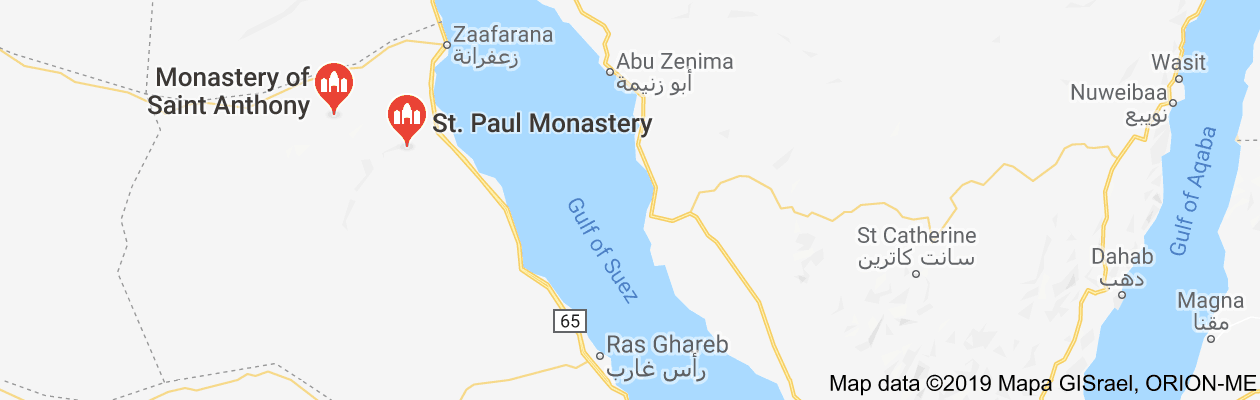 Zaafarana
زعفرانة
Monastery of
Saint Anthony
St. Paul Monastery
Abu Zenima
أبو زنيمة
Wasit
Nuweibaa
نويبع
Gulf of Suez
Gulf of Aqaba
St Catherine
سانت كاترين
Dahab
دهب
Magna
مقنا
65
Ras Ghareb
رأس غارب
Map data ©2019 Mapa GISrael, ORION-ME